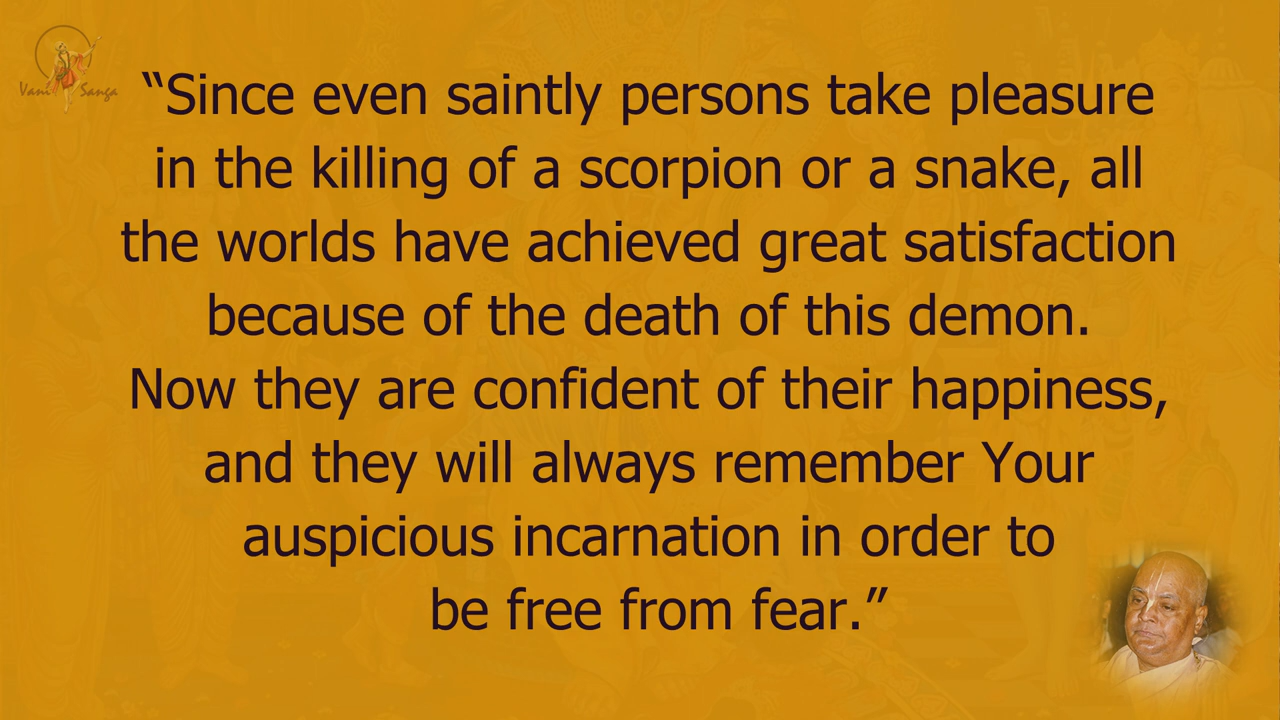 Vani Sanga
“Since even saintly persons take pleasure
in the killing of a scorpion or a snake, all
the worlds have achieved great satisfaction
because of the death of this demon.
Now they are confident of their happiness,
and they will always remember Your
auspicious incarnation in order to
be free from fear.”